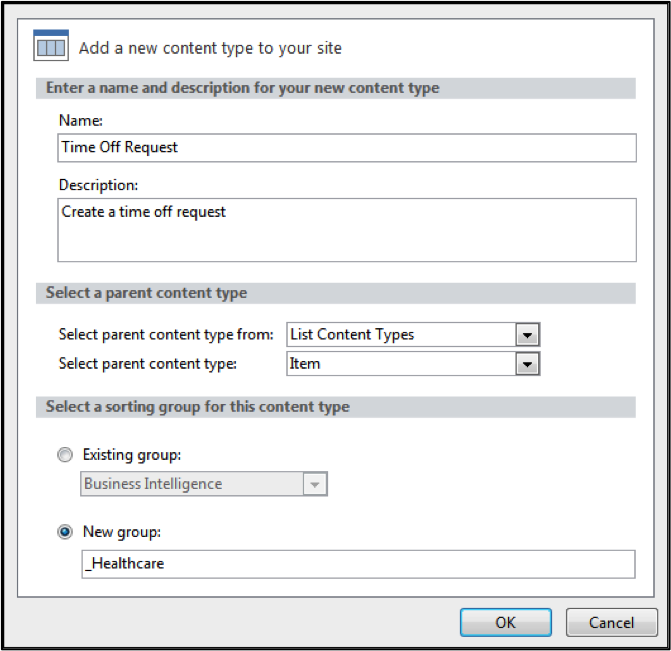 Add a new content type to your site
Enter a name and description for your new content type
Name:
Time Off Request
Description:
Create a time off request
Select a parent content type
Select parent content type from: List Content Types
Select parent content type: Item
Select a sorting group for this content type
Existing group:
Business Intelligence
New group:
_Healthcare
OK Cancel